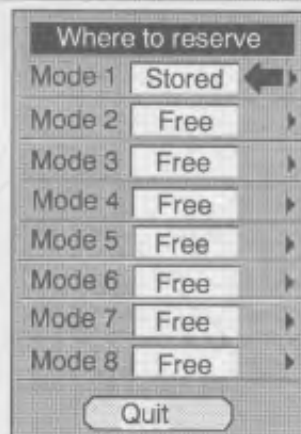 Where to reserve
Mode 1 Stored
Mode 2 Free
Mode 3 Free
Mode 4 Free
Mode 5 Free
Mode 6 Free
Mode 7 Free
Mode 8 Free
Quit